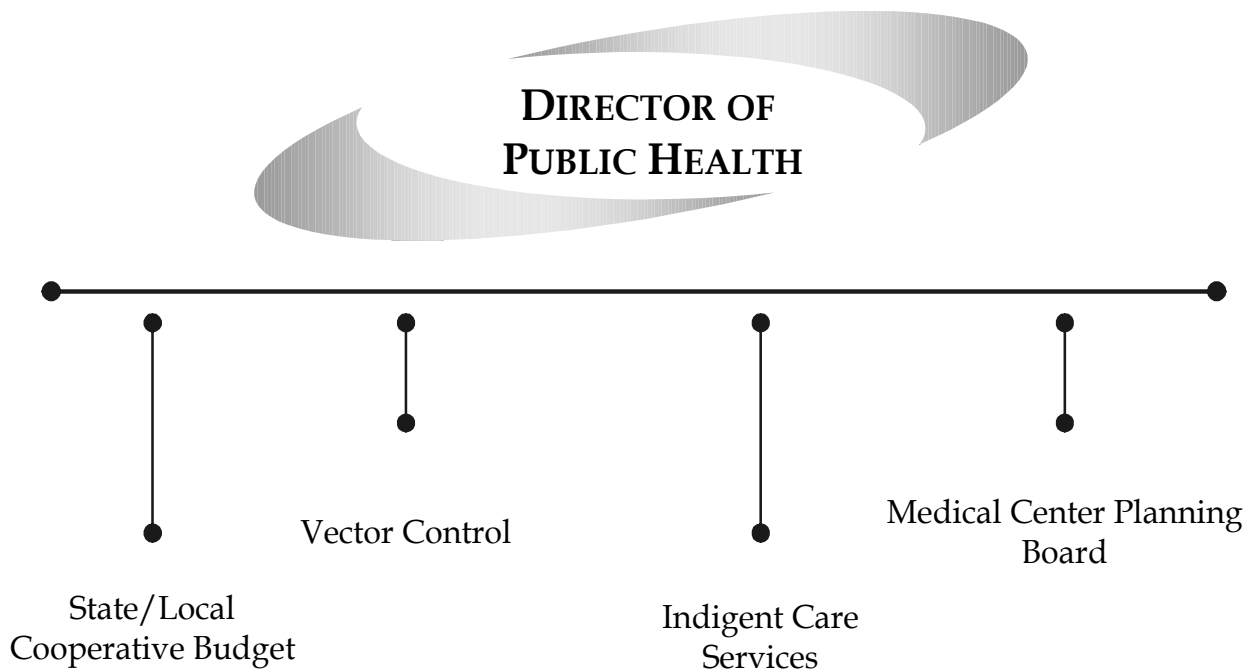 DIRECTOR OF
PUBLIC HEALTH
State/Local
Cooperative Budget
Vector Control
Indigent Care
Services
Medical Center Planning
Board